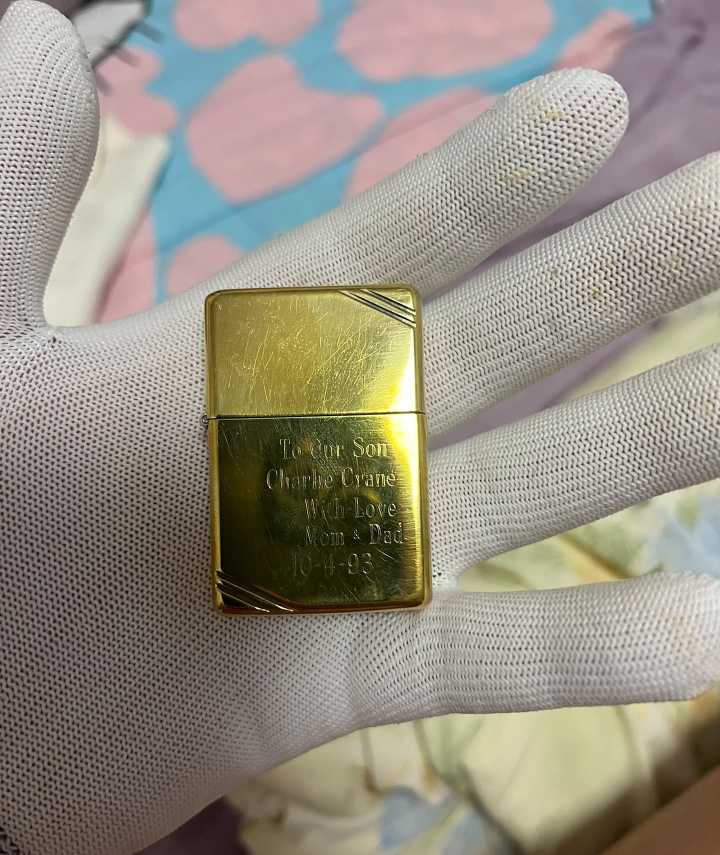 To Our Son
Charlie Crane
With Love
Mom & Dad
10-4-93